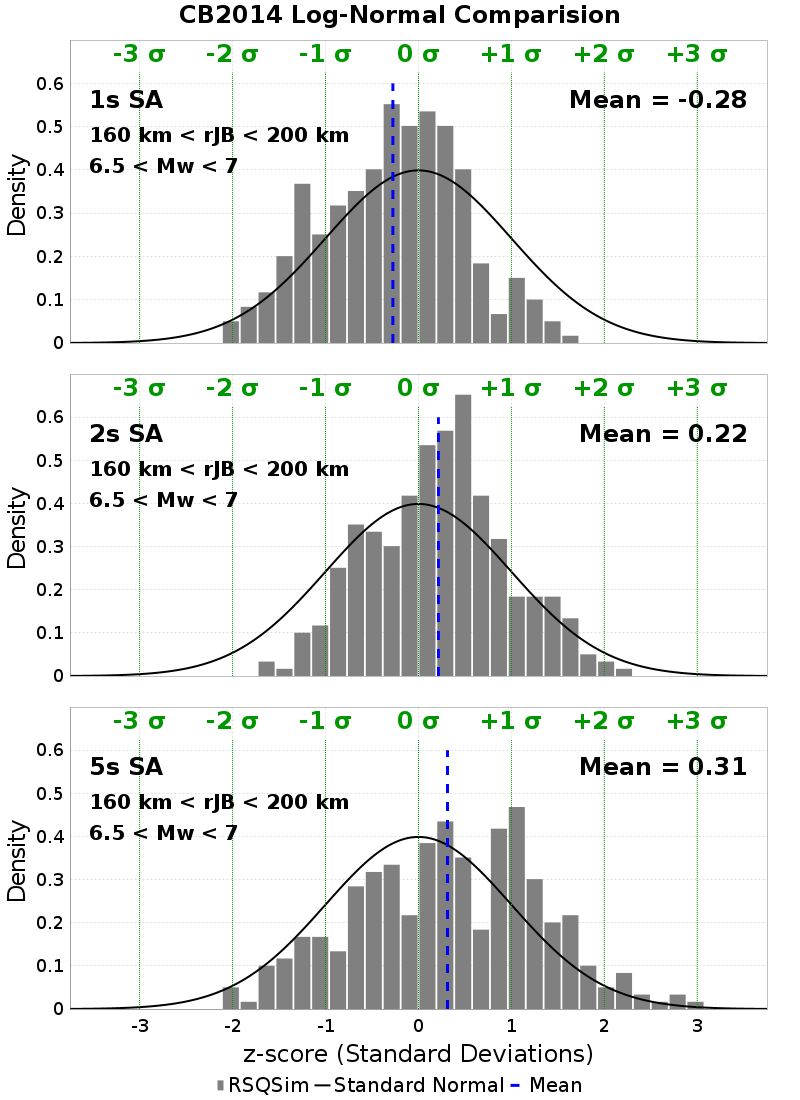 CB2014 Log-Normal Comparision
-3 σ -2 σ -1 σ 0 σ +1 σ +2 σ +3 σ
0.6
1s SA Mean = -0.28
0.5
160 km < rJB < 200 km
6.5 < Mw < 7
0.4
0.3
0.2
0.1
0
Density
-3 σ -2 σ -1 σ 0 σ +1 σ +2 σ +3 σ
0.6
2s SA Mean = 0.22
0.5
160 km < rJB < 200 km
6.5 < Mw < 7
0.4
0.3
0.2
0.1
0
Density
-3 σ -2 σ -1 σ 0 σ +1 σ +2 σ +3 σ
0.6
5s SA Mean = 0.31
0.5
160 km < rJB < 200 km
6.5 < Mw < 7
0.4
0.3
0.2
0.1
0
Density
-3 -2 -1 0 1 2 3
z-score (Standard Deviations)
RSQSim Standard Normal Mean